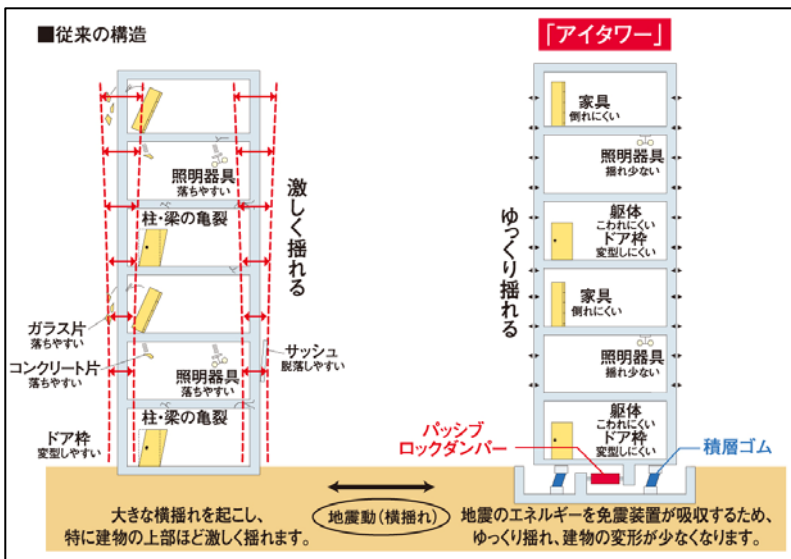 ■従来の構造
激しく揺れる
照明器具
落ちやすい
柱・梁の亀裂
ガラス片
落ちやすい
コンクリート片
落ちやすい
サッシュ
脱落しやすい
照明器具
落ちやすい
柱・梁の亀裂
ドア枠
変型しやすい
大きな横揺れを起こし、
特に建物の上部ほど激しく揺れます。
地震動(横揺れ)
「アイタワー」
ゆっくり揺れる
家具
倒れにくい
照明器具
揺れ少ない
躯体
こわれにくい
ドア枠
変型しにくい
家具
倒れにくい
照明器具
揺れ少ない
躯体
こわれにくい
ドア枠
変型しにくい
パッシブ
ロックダンパー
積層ゴム
地震のエネルギーを免震装置が吸収するため、
ゆっくり揺れ、建物の変形が少なくなります。